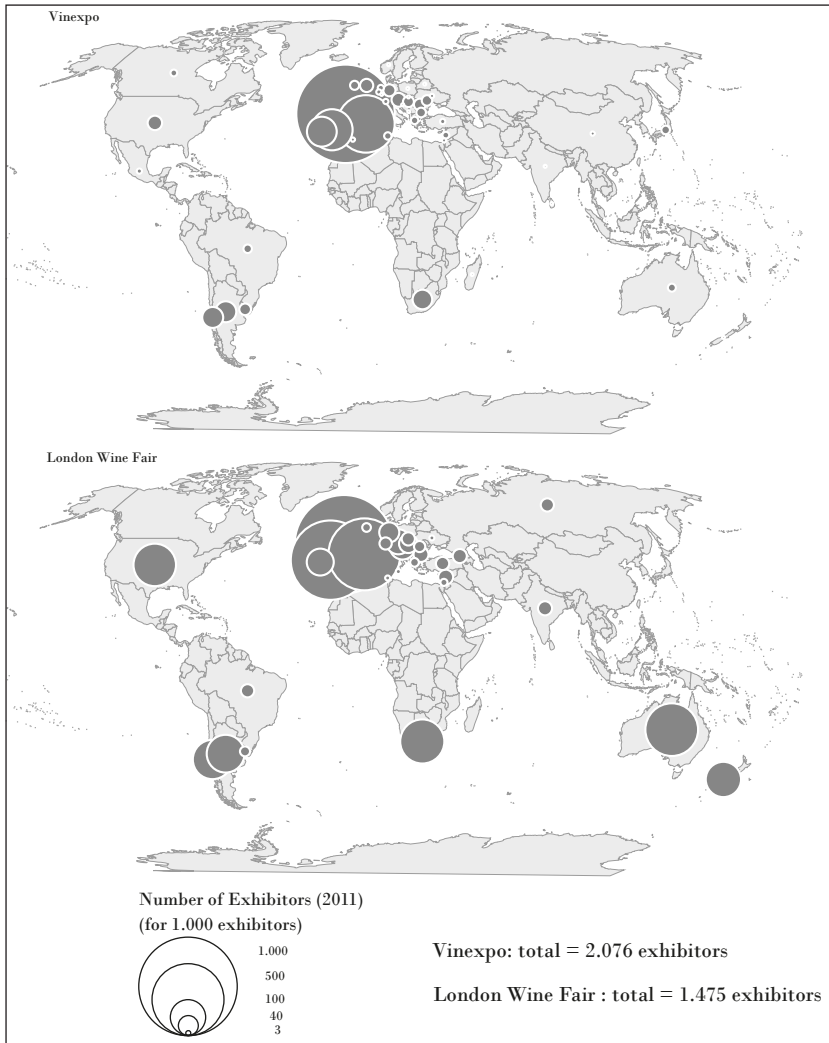 Vinexpo
London Wine Fair
Number of Exhibitors (2011)
(for 1.000 exhibitors)
1.000
500
100
40
3
Vinexpo: total = 2.076 exhibitors
London Wine Fair : total = 1.475 exhibitors